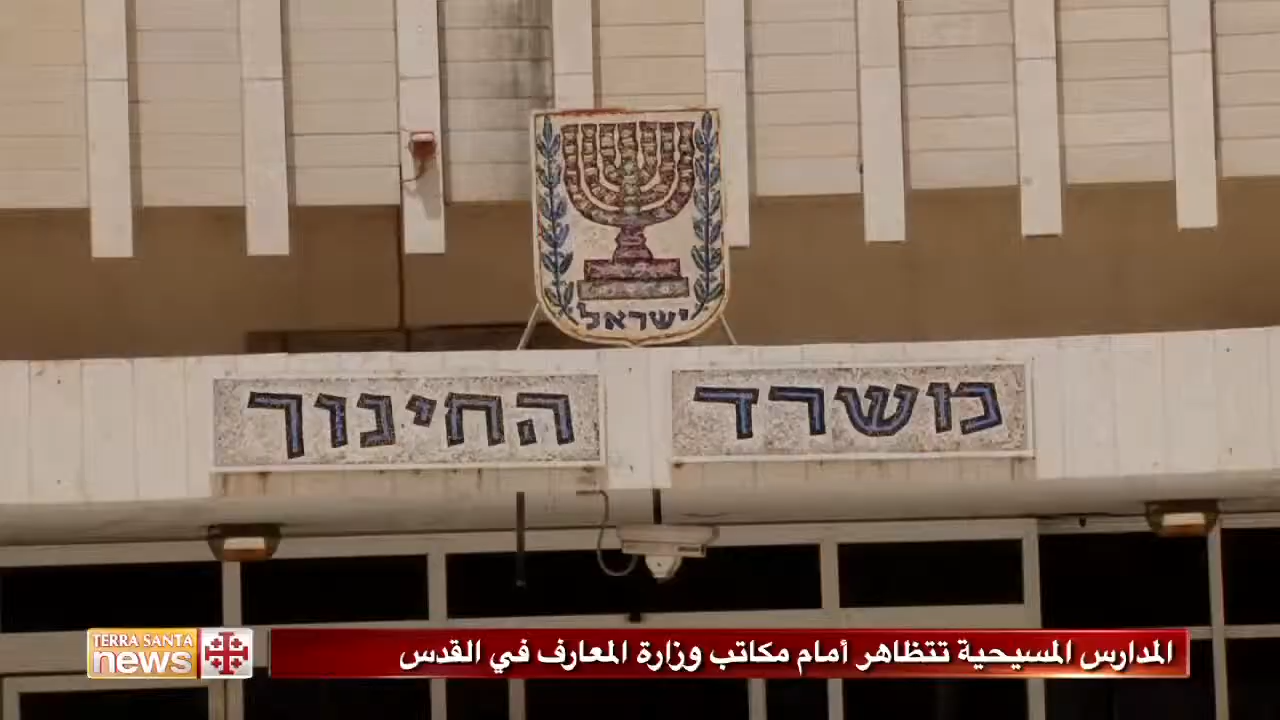 ישראל
משרד החינוך
TERRA SANTA
news
المدارس المسيحية تتظاهر أمام مكاتب وزارة المعارف في القدس